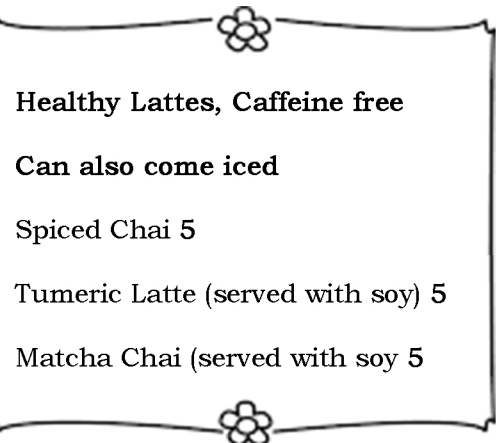 Healthy Lattes, Caffeine free
Can also come iced
Spiced Chai 5
Tumeric Latte (served with soy) 5
Matcha Chai (served with soy 5